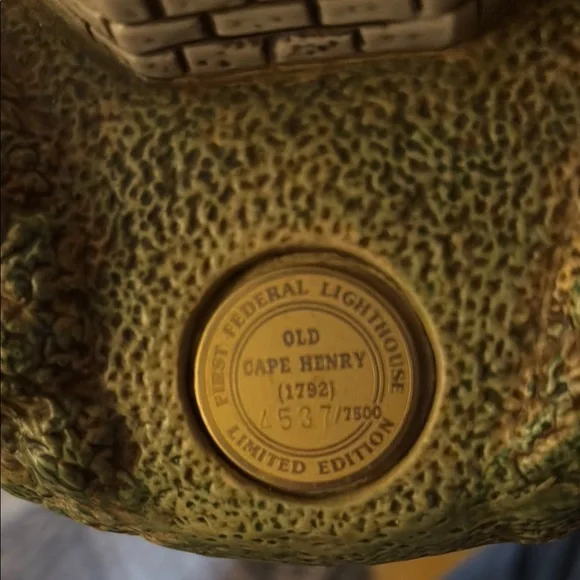 FIRST FEDERAL LIGHTHOUSE
OLD
CAPE HENRY
(1792)
4537/7500
LIMITED EDITION